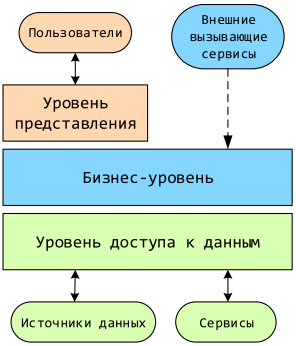 Пользователи
Внешние
вызывающие
сервисы
Уровень
представления
Бизнес-уровень
Уровень доступа к данным
Источники данных
Сервисы